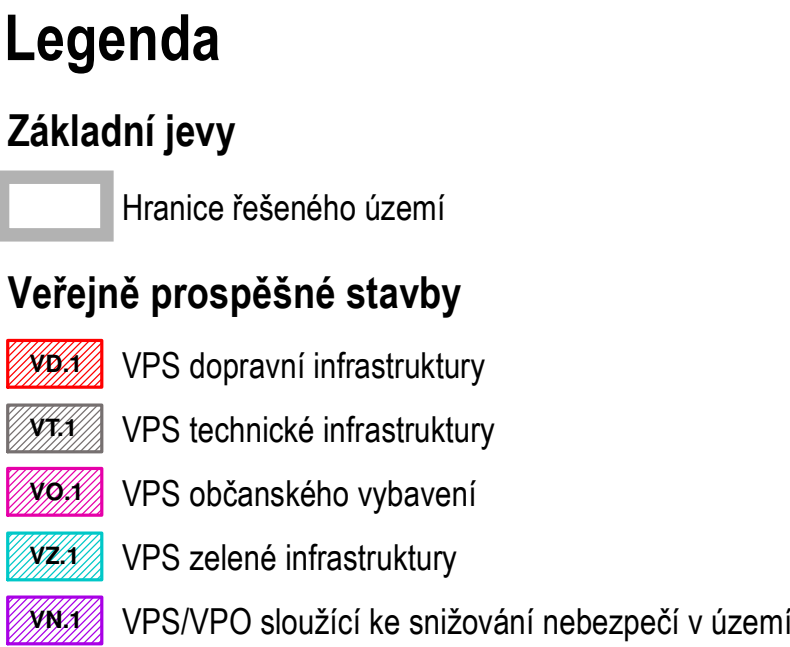 Legenda
Základní jevy
Hranice řešeného území
Veřejně prospěšné stavby
VD.1 VPS dopravní infrastruktury
VT.1 VPS technické infrastruktury
VO.1 VPS občanského vybavení
VZ.1 VPS zelené infrastruktury
VN.1 VPS/VPO sloužící ke snižování nebezpečí v území